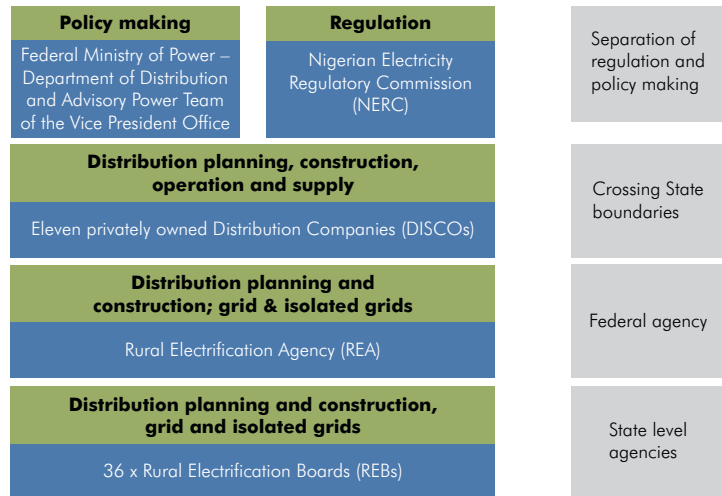 Policy making
Federal Ministry of Power –
Department of Distribution
and Advisory Power Team
of the Vice President Office
Regulation
Nigerian Electricity
Regulatory Commission
(NERC)
Separation of
regulation and
policy making
Distribution planning, construction,
operation and supply
Eleven privately owned Distribution Companies (DISCOs)
Crossing State
boundaries
Distribution planning and
construction; grid & isolated grids
Rural Electrification Agency (REA)
Federal agency
Distribution planning and construction,
grid and isolated grids
36 x Rural Electrification Boards (REBs)
State level
agencies